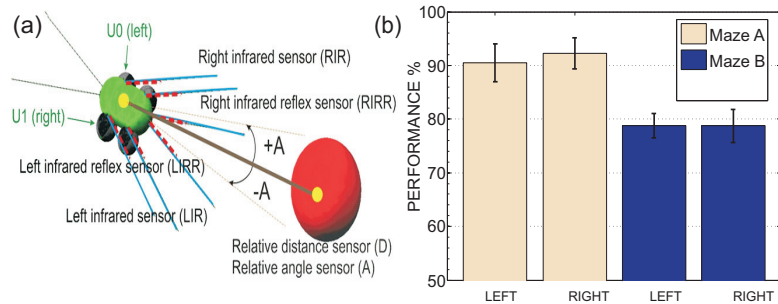 (a)
U0 (left)
Right infrared sensor (RIR)
Right infrared reflex sensor (RIRR)
U1 (right)
+A
-A
Left infrared reflex sensor (LIRR)
Left infrared sensor (LIR)
Relative distance sensor (D)
Relative angle sensor (A)
(b)
PERFORMANCE %
100
90
80
70
60
50
Maze A
Maze B
LEFT RIGHT LEFT RIGHT